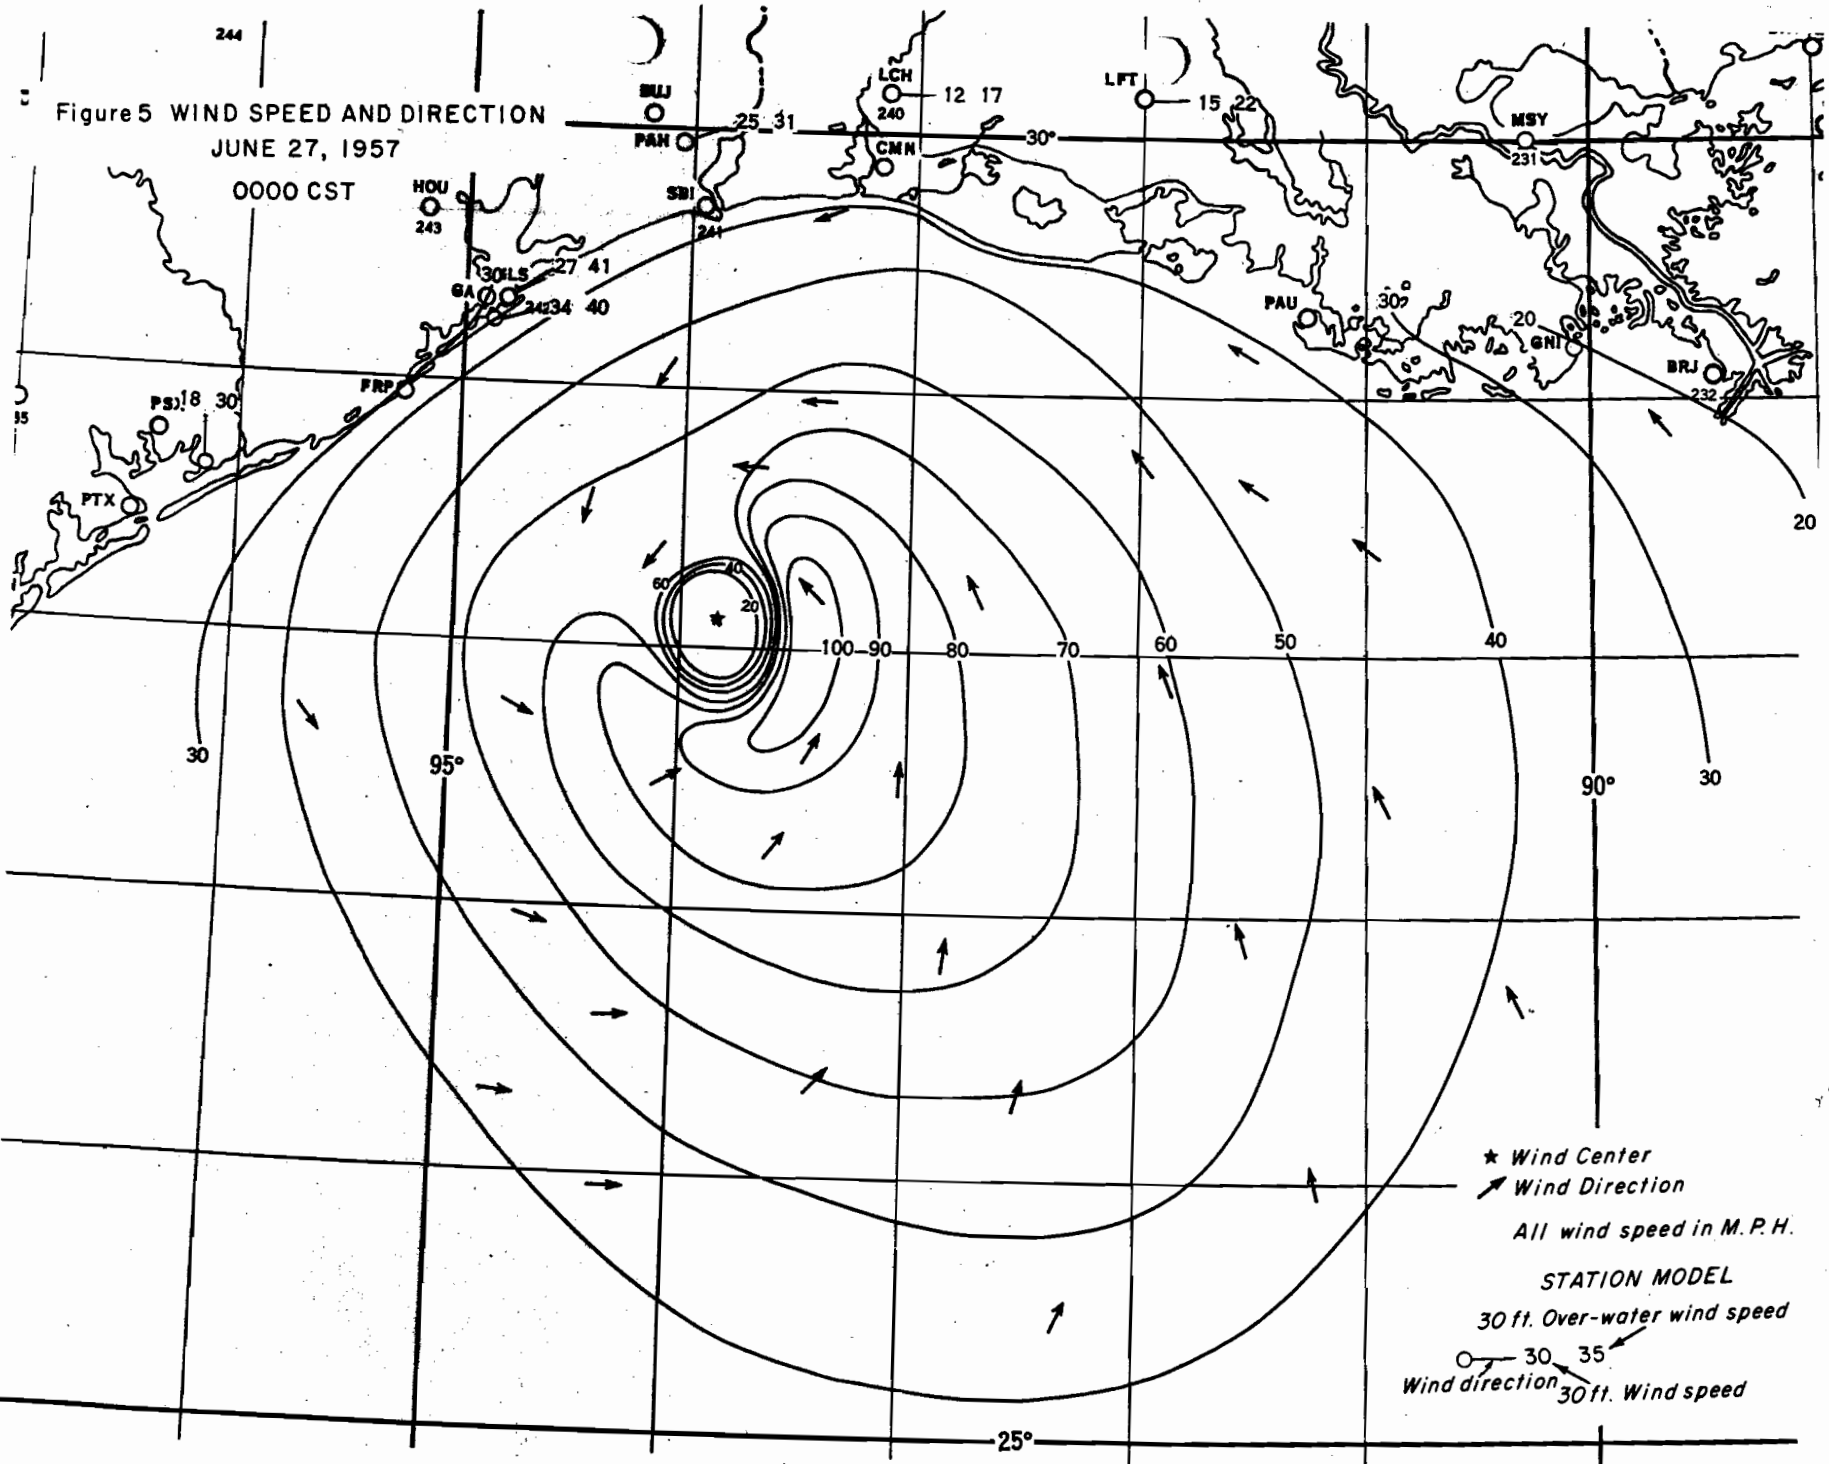 244
Figure 5 WIND SPEED AND DIRECTION
JUNE 27, 1957
0000 CST
BUJ
LCH
12 17
240
LFT
15 22
25 31
PAH
30°
CMN
MSY
231
HOU
243
SBI
241
27 41
GA
34 40
PAU
30
20
GNI
BRJ
232
FRP
18 30
PTX
20
60
40
20
100
90
80
70
60
50
40
30
95°
90°
30
★ Wind Center
Wind Direction
All wind speed in M.P.H.
STATION MODEL
30 ft. Over-water wind speed
30 35
Wind direction
30 ft. Wind speed
25°